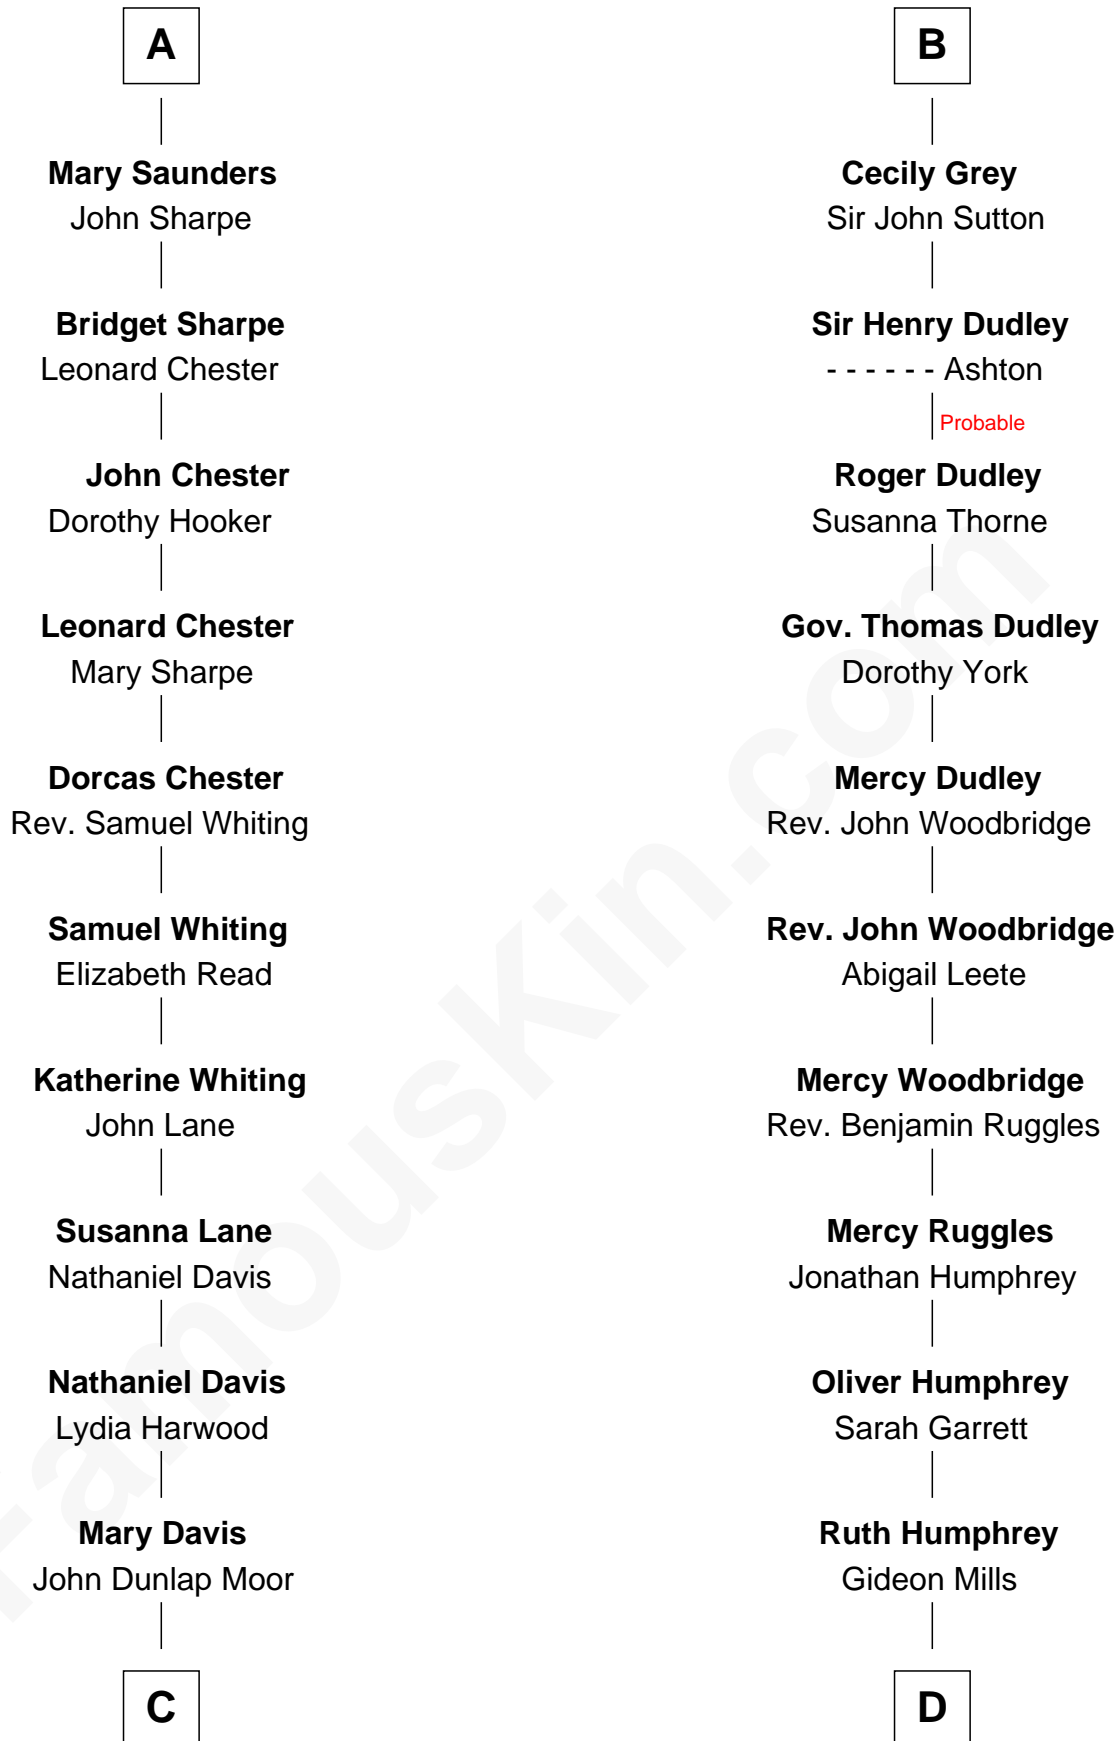 A
Mary Saunders
John Sharpe
Bridget Sharpe
Leonard Chester
John Chester
Dorothy Hooker
Leonard Chester
Mary Sharpe
Dorcas Chester
Rev. Samuel Whiting
Samuel Whiting
Elizabeth Read
Katherine Whiting
John Lane
Susanna Lane
Nathaniel Davis
Nathaniel Davis
Lydia Harwood
Mary Davis
John Dunlap Moor
C
B
Cecily Grey
Sir John Sutton
Sir Henry Dudley
- - - - - - Ashton
Probable
Roger Dudley
Susanna Thorne
Gov. Thomas Dudley
Dorothy York
Mercy Dudley
Rev. John Woodbridge
Rev. John Woodbridge
Abigail Leete
Mercy Woodbridge
Rev. Benjamin Ruggles
Mercy Ruggles
Jonathan Humphrey
Oliver Humphrey
Sarah Garrett
Ruth Humphrey
Gideon Mills
D
FamousKin.com